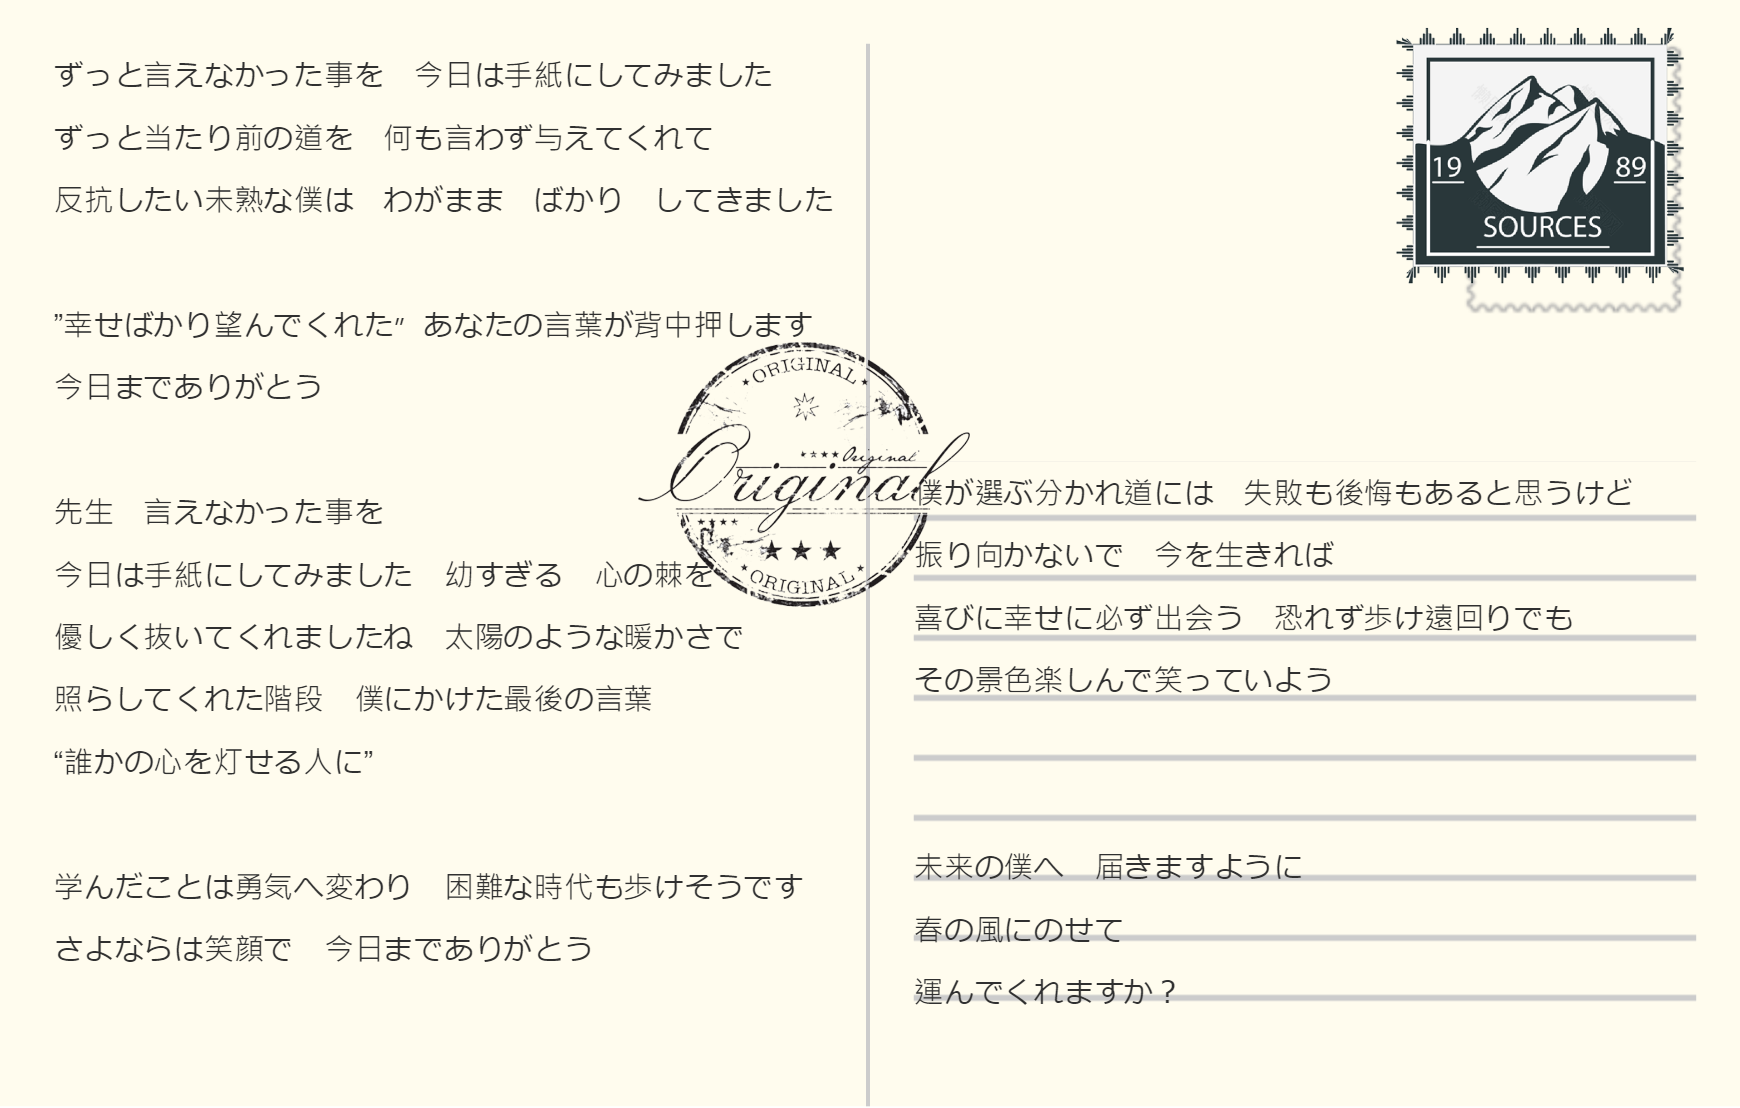 ずっと言えなかった事を　今日は手紙にしてみました
ずっと当たり前の道を　何も言わず与えてくれて
反抗したい未熟な僕は　わがまま　ばかり　してきました
”幸せばかり望んでくれた” あなたの言葉が背中押します
今日までありがとう
先生　言えなかった事を
今日は手紙にしてみました　幼すぎる　心の棘を
優しく抜いてくれましたね　太陽のような暖かさで
照らしてくれた階段　僕にかけた最後の言葉
“誰かの心を灯せる人に”
学んだことは勇気へ変わり　困難な時代も歩けそうです
さよならは笑顔で　今日までありがとう
ORIGINAL
Original
Original
ORIGINAL
19 89
SOURCES
僕が選ぶ分かれ道には　失敗も後悔もあると思うけど
振り向かないで　今を生きれば
喜びに幸せに必ず出会う　恐れず歩け遠回りでも
その景色楽しんで笑っていよう
未来の僕へ　届きますように
春の風にのせて
運んでくれますか？